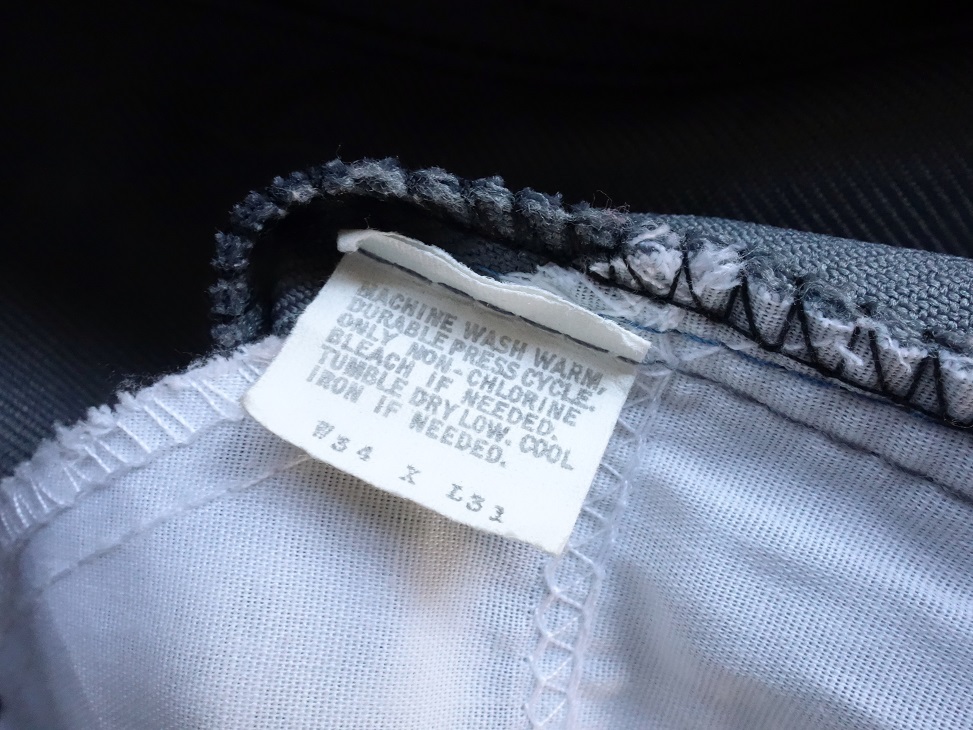 MACHINE WASH WARM,
DURABLE PRESS CYCLE.
ONLY NON-CHLORINE
BLEACH IF NEEDED.
TUMBLE DRY LOW. COOL
IRON IF NEEDED.
W34 X L31